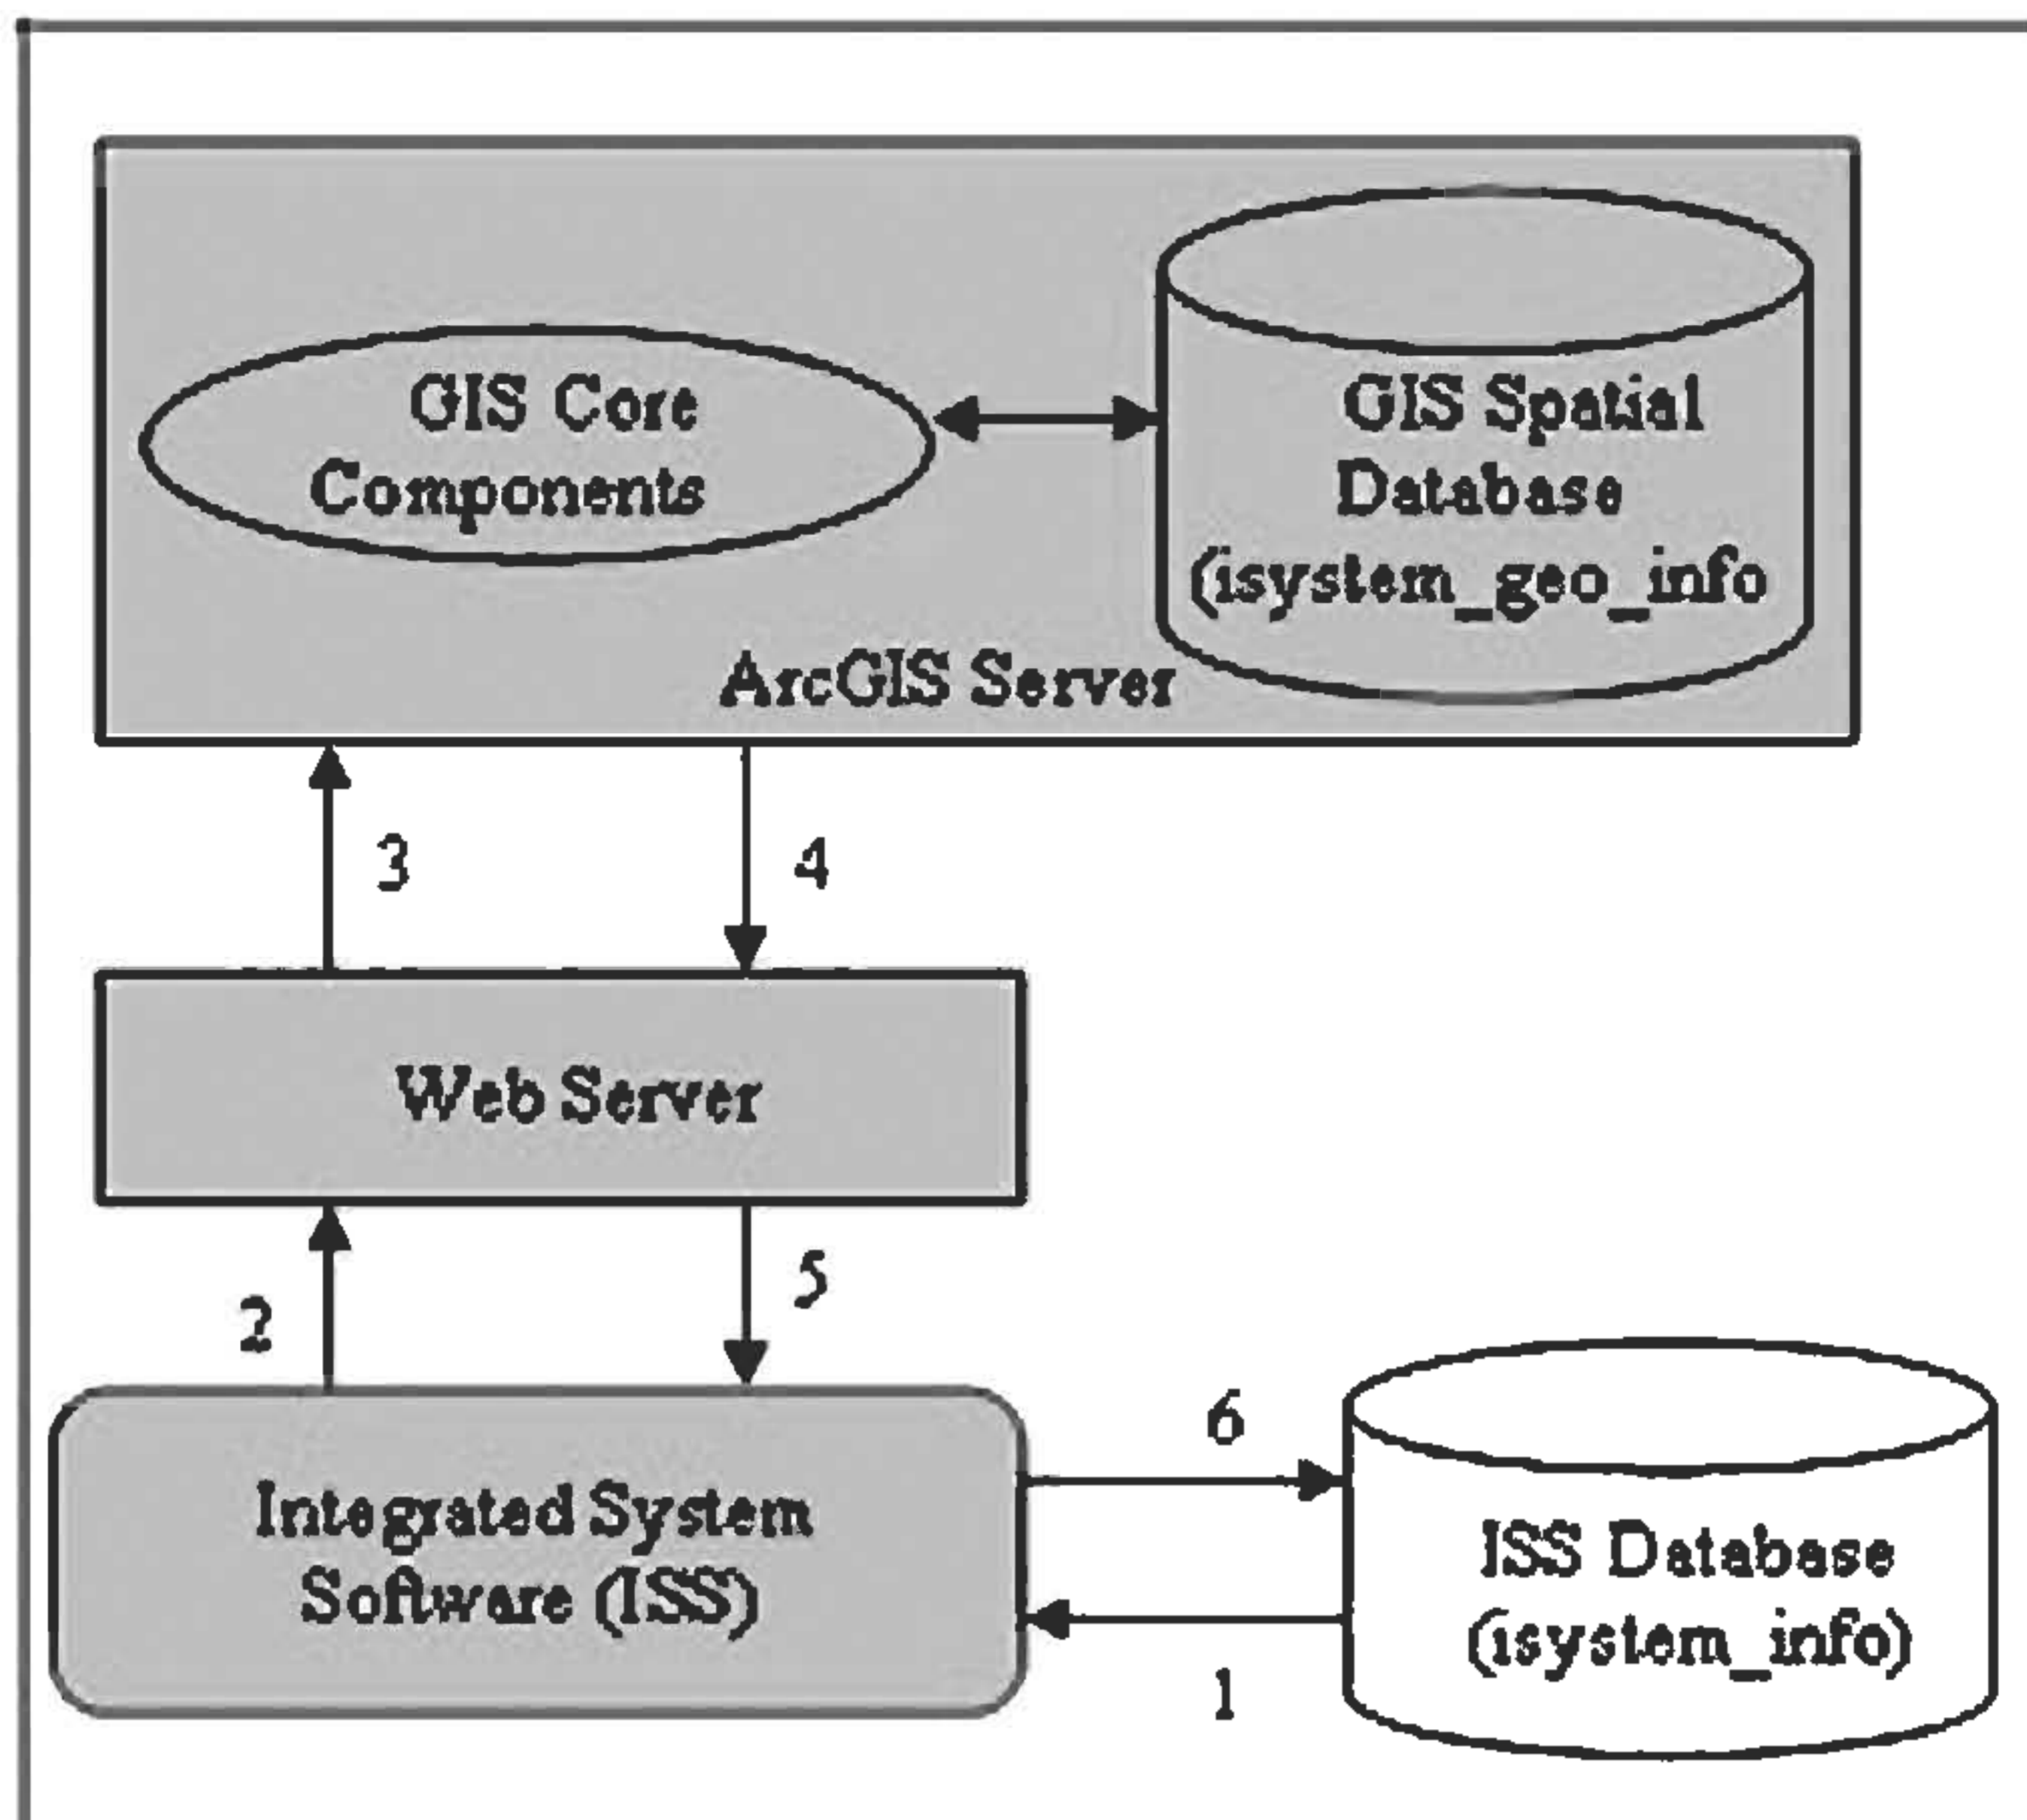 GIS Core
Components
GIS Spatial
Database
(isystem_geo_info
ArcGIS Server
3
4
Web Server
2
5
Integrated System
Software (ISS)
6
1
ISS Database
(isystem_info)